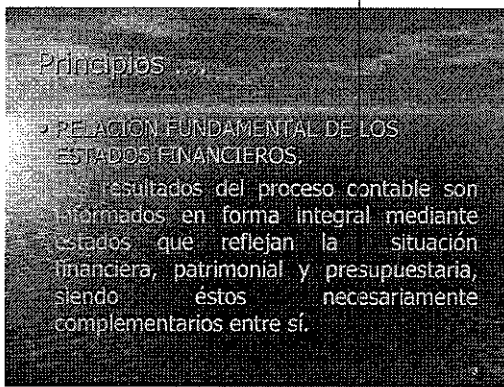 Principios ....
• RELACION FUNDAMENTAL DE LOS
ESTADOS FINANCIEROS.
Los resultados del proceso contable son
informados en forma integral mediante
estados que reflejan la situación
financiera, patrimonial y presupuestaria,
siendo éstos necesariamente
complementarios entre sí.